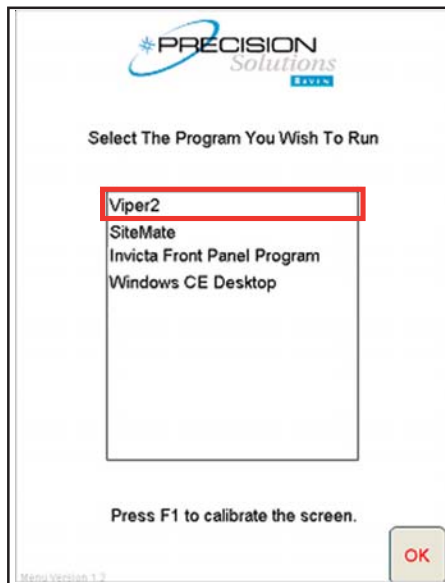 PRECISION
Solutions
RAVEN
Select The Program You Wish To Run
Viper2
SiteMate
Invicta Front Panel Program
Windows CE Desktop
Press F1 to calibrate the screen.
OK
Menu Version 1.2